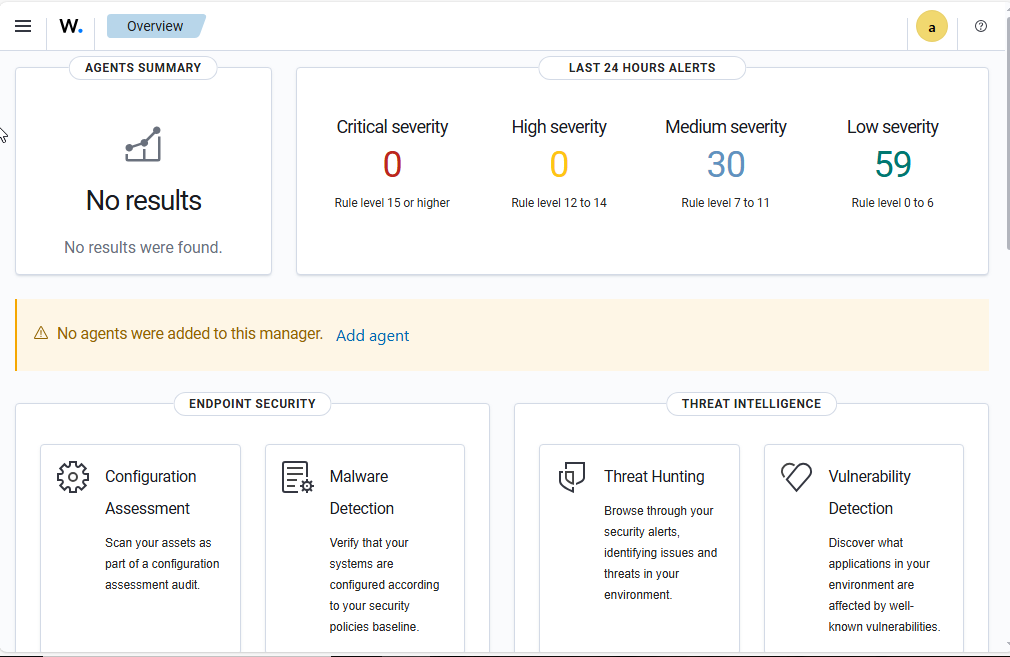 W. Overview a
AGENTS SUMMARY
No results
No results were found.
LAST 24 HOURS ALERTS
Critical severity
0
Rule level 15 or higher
High severity
0
Rule level 12 to 14
Medium severity
30
Rule level 7 to 11
Low severity
59
Rule level 0 to 6
No agents were added to this manager. Add agent
ENDPOINT SECURITY
Configuration
Assessment
Scan your assets as
part of a configuration
assessment audit.
Malware
Detection
Verify that your
systems are
configured according
to your security
policies baseline.
THREAT INTELLIGENCE
Threat Hunting
Browse through your
security alerts,
identifying issues and
threats in your
environment.
Vulnerability
Detection
Discover what
applications in your
environment are
affected by well-
known vulnerabilities.